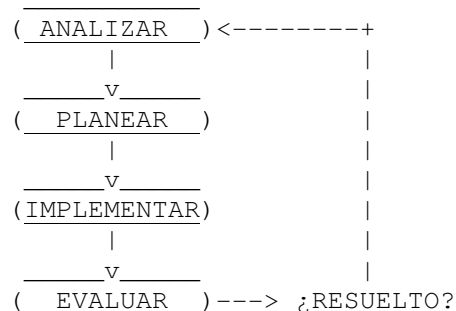 ( ANALIZAR )<--------+
|            |
v            |
( PLANEAR )            |
|            |
v            |
(IMPLEMENTAR)            |
|            |
v            |
( EVALUAR )---> ¿RESUELTO?